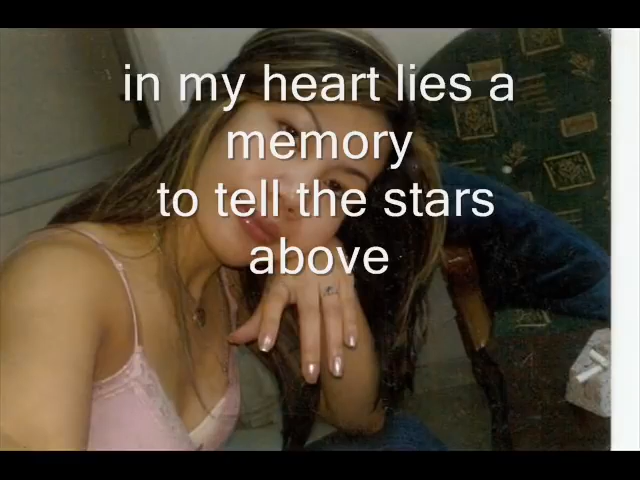 in my heart lies a
memory
to tell the stars
above